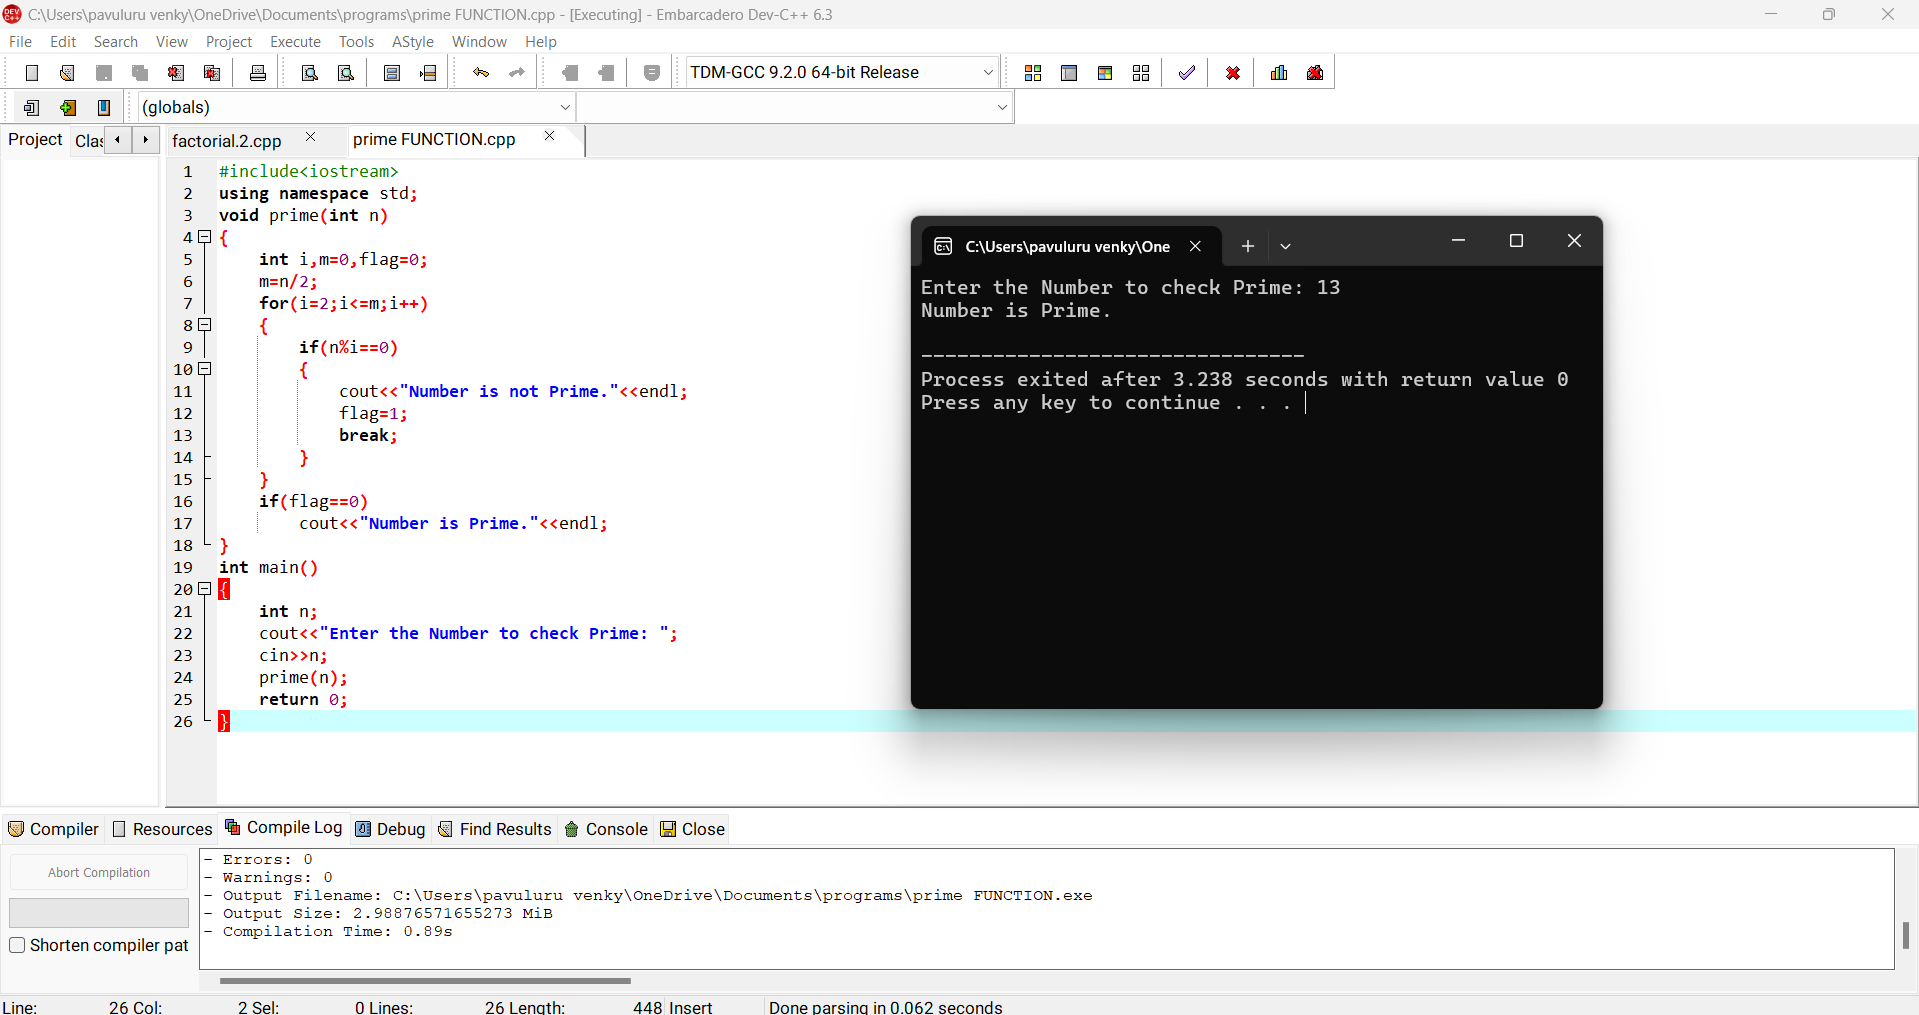 C:\Users\pavuluru venky\OneDrive\Documents\programs\prime FUNCTION.cpp - [Executing] - Embarcadero Dev-C++ 6.3
File Edit Search View Project Execute Tools AStyle Window Help
TDM-GCC 9.2.0 64-bit Release
(globals)
Project Clas factorial.2.cpp prime FUNCTION.cpp
1 #include<iostream>
2 using namespace std;
3 void prime(int n)
4 {
5 int i,m=0,flag=0;
6 m=n/2;
7 for(i=2;i<=m;i++)
8 {
9 if(n%i==0)
10 {
11 cout<<"Number is not Prime."<<endl;
12 flag=1;
13 break;
14 }
15 }
16 if(flag==0)
17 cout<<"Number is Prime."<<endl;
18 }
19 int main()
20 {
21 int n;
22 cout<<"Enter the Number to check Prime: ";
23 cin>>n;
24 prime(n);
25 return 0;
26 }
C:\Users\pavuluru venky\One
Enter the Number to check Prime: 13
Number is Prime.
--------------------------------
Process exited after 3.238 seconds with return value 0
Press any key to continue . . .
Compiler Resources Compile Log Debug Find Results Console Close
Abort Compilation
Shorten compiler pat
- Errors: 0
- Warnings: 0
- Output Filename: C:\Users\pavuluru venky\OneDrive\Documents\programs\prime FUNCTION.exe
- Output Size: 2.98876571655273 MiB
- Compilation Time: 0.89s
Line: 26 Col: 2 Sel: 0 Lines: 26 Length: 448 Insert Done parsing in 0.062 seconds